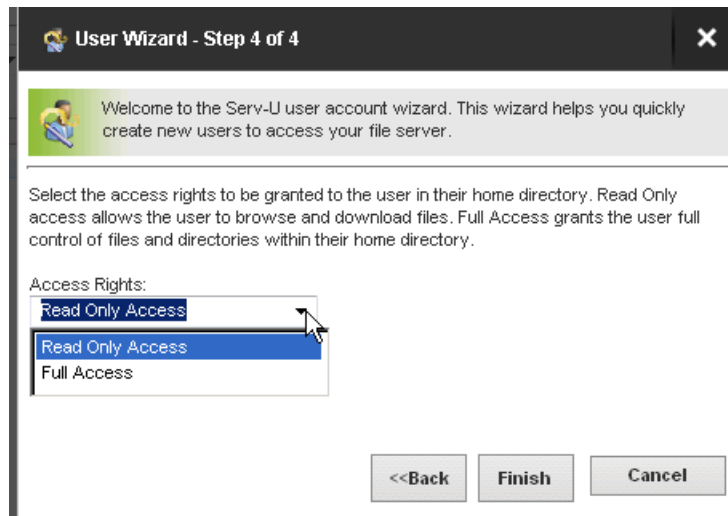 User Wizard - Step 4 of 4
Welcome to the Serv-U user account wizard. This wizard helps you quickly
create new users to access your file server.
Select the access rights to be granted to the user in their home directory. Read Only
access allows the user to browse and download files. Full Access grants the user full
control of files and directories within their home directory.
Access Rights:
Read Only Access
Read Only Access
Full Access
<<Back Finish Cancel